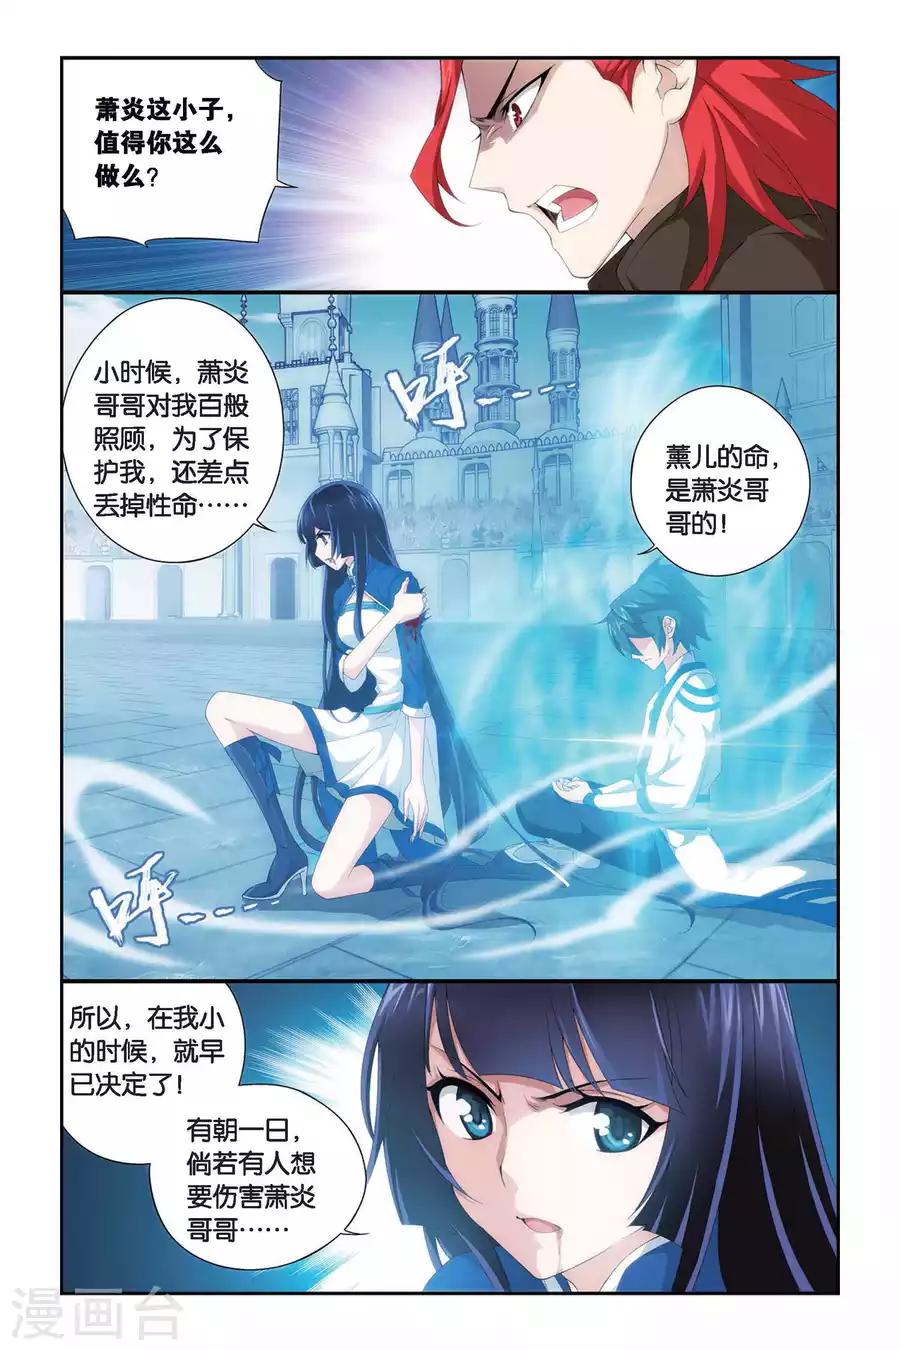 萧炎这小子，
值得你这么
做么？
小时候，萧炎
哥哥对我百般
照顾，为了保
护我，还差点
丢掉性命……
呼
薰儿的命，
是萧炎哥
哥的！
呼
所以，在我小
的时候，就早
已决定了！
有朝一日，
倘若有人想
要伤害萧炎
哥哥……
漫画台